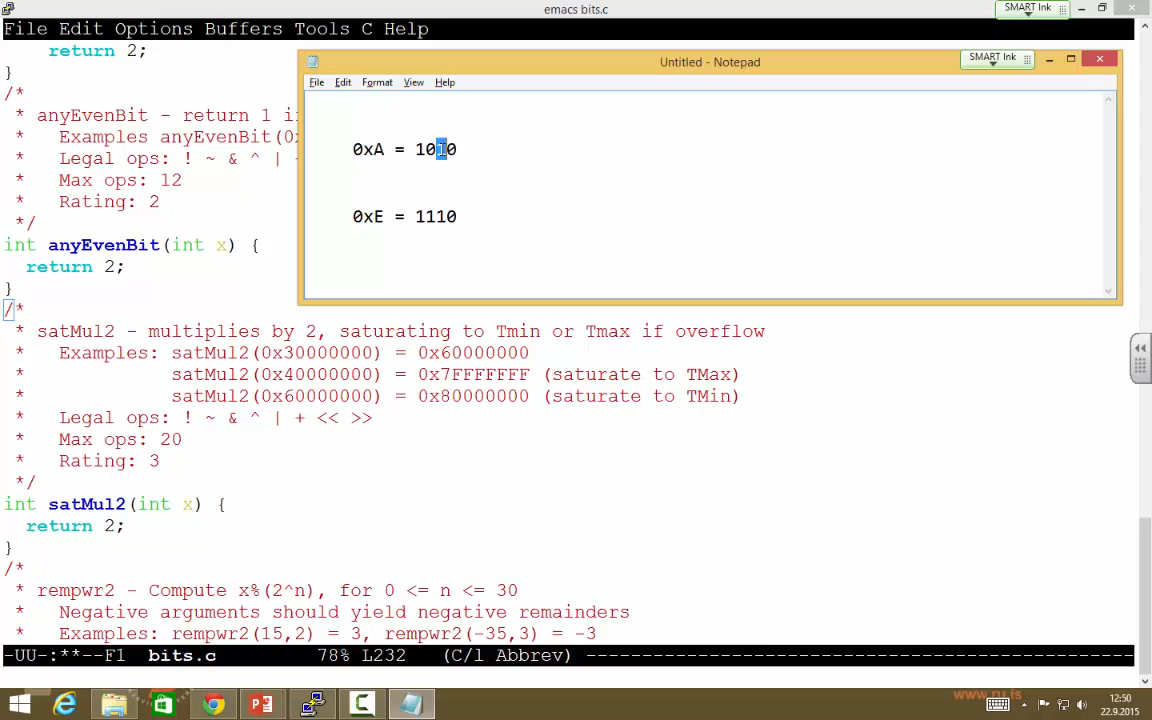 emacs bits.c
SMART Ink
File Edit Options Buffers Tools C Help
return 2;
}
/*
* anyEvenBit - return 1 i
* Examples anyEvenBit(0
* Legal ops: ! ~ & ^ |
* Max ops: 12
* Rating: 2
*/
int anyEvenBit(int x) {
return 2;
}
Untitled - Notepad
SMART Ink
File Edit Format View Help
0xA = 1010
0xE = 1110
/*
* satMul2 - multiplies by 2, saturating to Tmin or Tmax if overflow
* Examples: satMul2(0x30000000) = 0x60000000
* satMul2(0x40000000) = 0x7FFFFFFF (saturate to TMax)
* satMul2(0x60000000) = 0x80000000 (saturate to TMin)
* Legal ops: ! ~ & ^ | + << >>
* Max ops: 20
* Rating: 3
*/
int satMul2(int x) {
return 2;
}
/*
* rempwr2 - Compute x%(2^n), for 0 <= n <= 30
* Negative arguments should yield negative remainders
* Examples: rempwr2(15,2) = 3, rempwr2(-35,3) = -3
-UU-:**--F1 bits.c 78% L232 (C/l Abbrev) --------------------------------------------
www.ru.is
12:50
22.9.2015